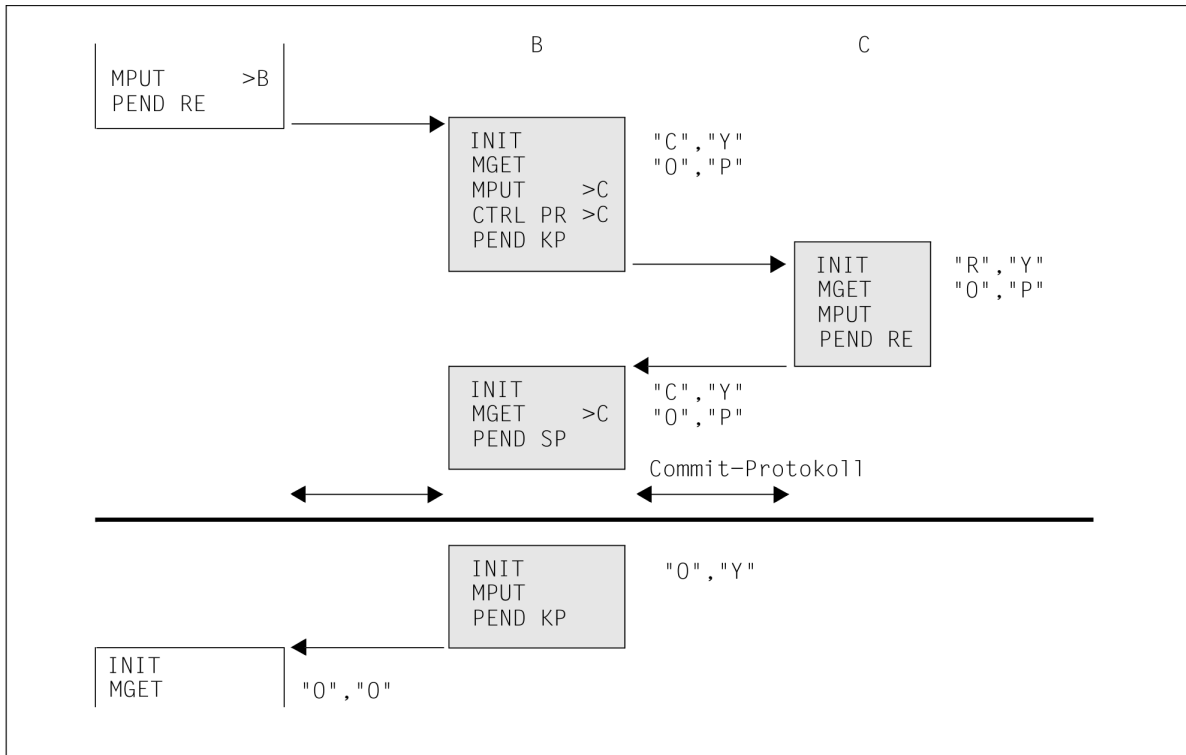 B C
MPUT >B
PEND RE
INIT
MGET
MPUT >C
CTRL PR >C
PEND KP
"C","Y"
"O","P"
INIT
MGET
MPUT
PEND RE
"R","Y"
"O","P"
INIT
MGET >C
PEND SP
"C","Y"
"O","P"
Commit-Protokoll
INIT
MPUT
PEND KP
"O","Y"
INIT
MGET
"O","O"